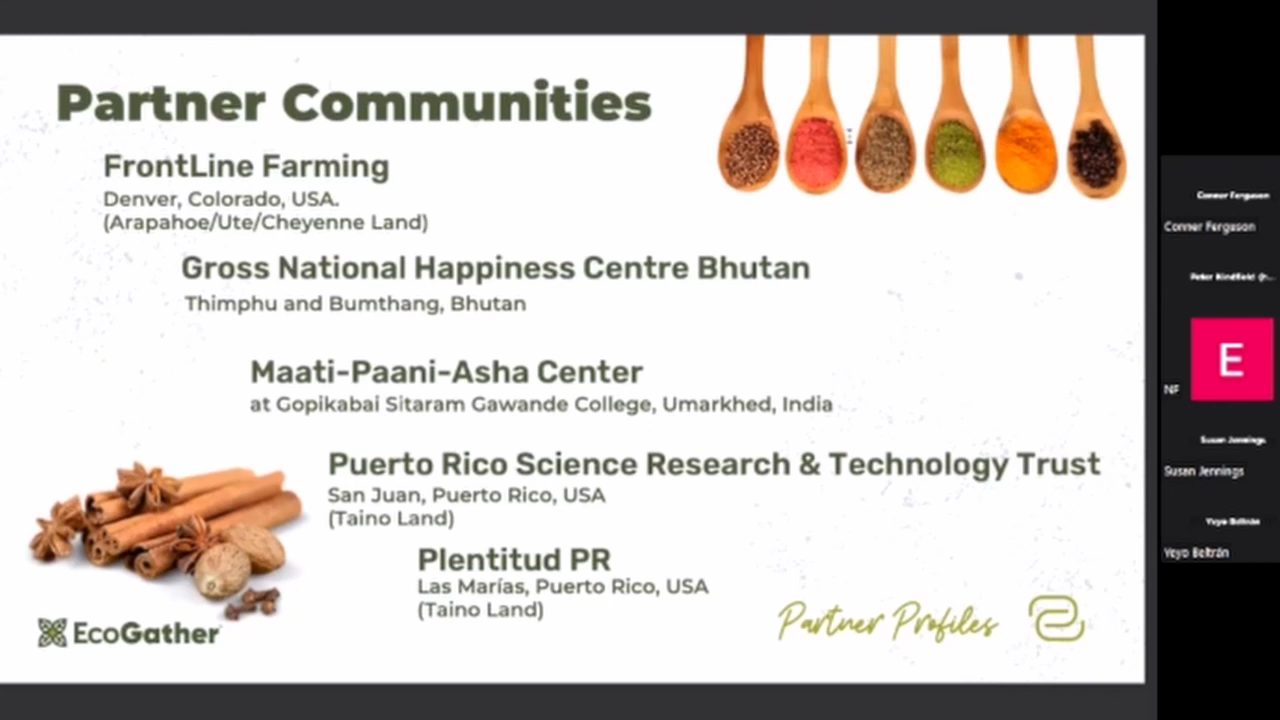 Partner Communities
FrontLine Farming
Denver, Colorado, USA.
(Arapahoe/Ute/Cheyenne Land)
Gross National Happiness Centre Bhutan
Thimphu and Bumthang, Bhutan
Maati-Paani-Asha Center
at Gopikabai Sitaram Gawande College, Umarkhed, India
Puerto Rico Science Research & Technology Trust
San Juan, Puerto Rico, USA
(Taino Land)
Plentitud PR
Las Marías, Puerto Rico, USA
(Taino Land)
EcoGather
Partner Profiles
Conner Ferguson
Conner Ferguson
E
NF
Susan Jennings
Susan Jennings
Yeyo Beltrán
Yeyo Beltrán